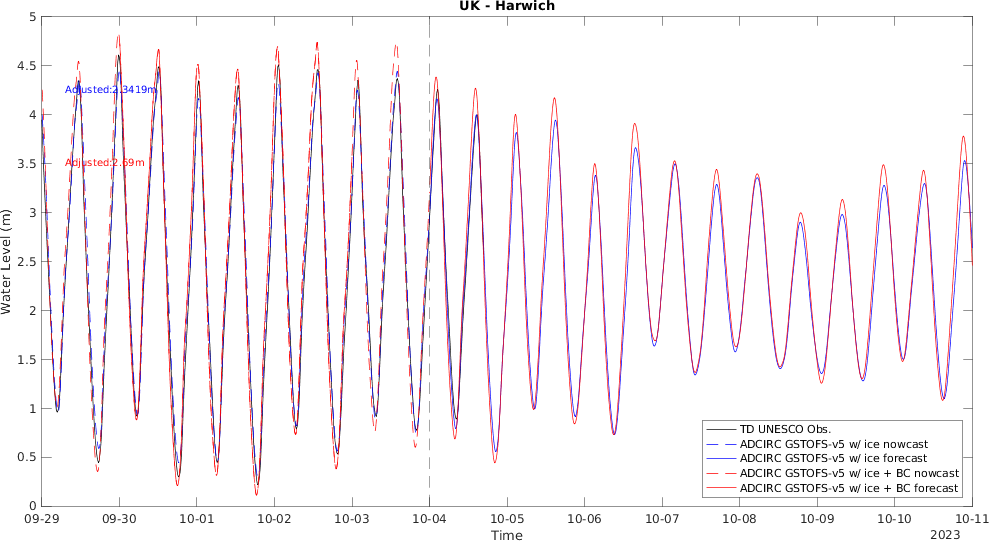 UK - Harwich
5
4.5
4
3.5
3
2.5
2
1.5
1
0.5
0
Water Level (m)
Adjusted:2.3419m
Adjusted:2.69m
TD UNESCO Obs.
ADCIRC GSTOFS-v5 w/ ice nowcast
ADCIRC GSTOFS-v5 w/ ice forecast
ADCIRC GSTOFS-v5 w/ ice + BC nowcast
ADCIRC GSTOFS-v5 w/ ice + BC forecast
09-29 09-30 10-01 10-02 10-03 10-04 10-05 10-06 10-07 10-08 10-09 10-10 10-11
Time
2023